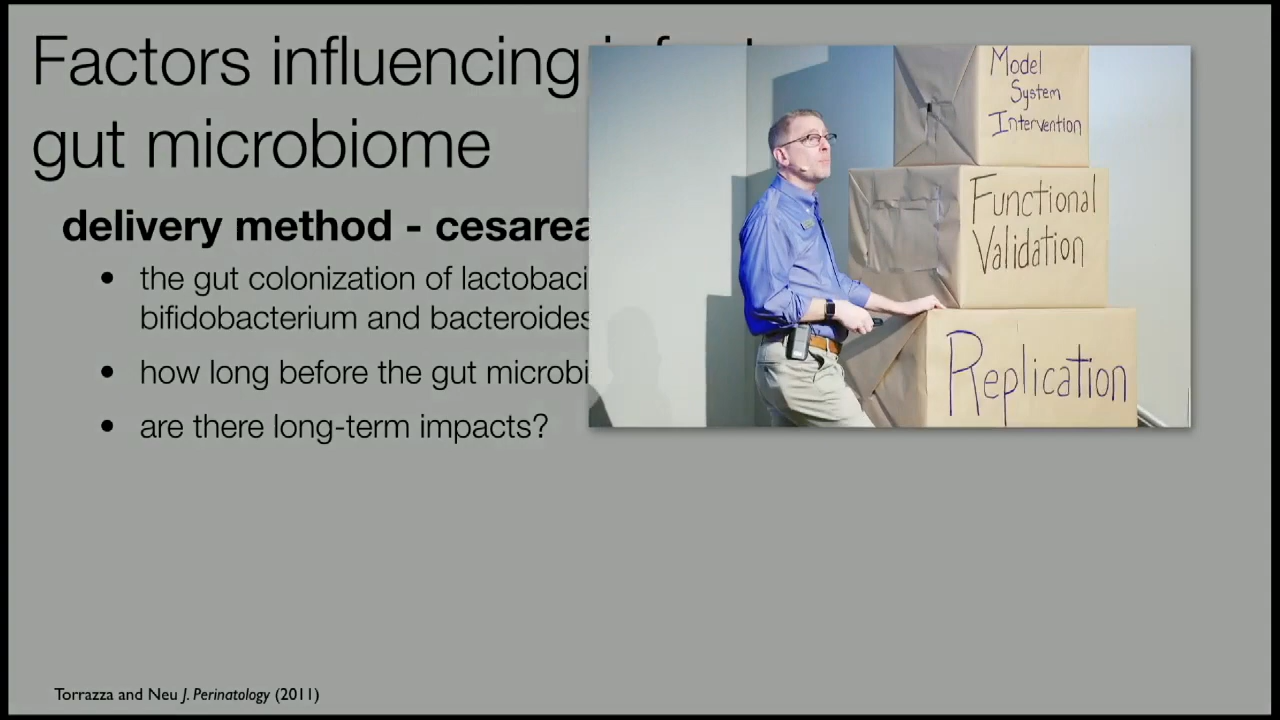 Factors influencing
gut microbiome
delivery method - cesarea
the gut colonization of lactobaci
bifidobacterium and bacteroides
how long before the gut microbi
are there long-term impacts?
Model
System
Intervention
Functional
Validation
Replication
Torrazza and Neu J. Perinatology (2011)